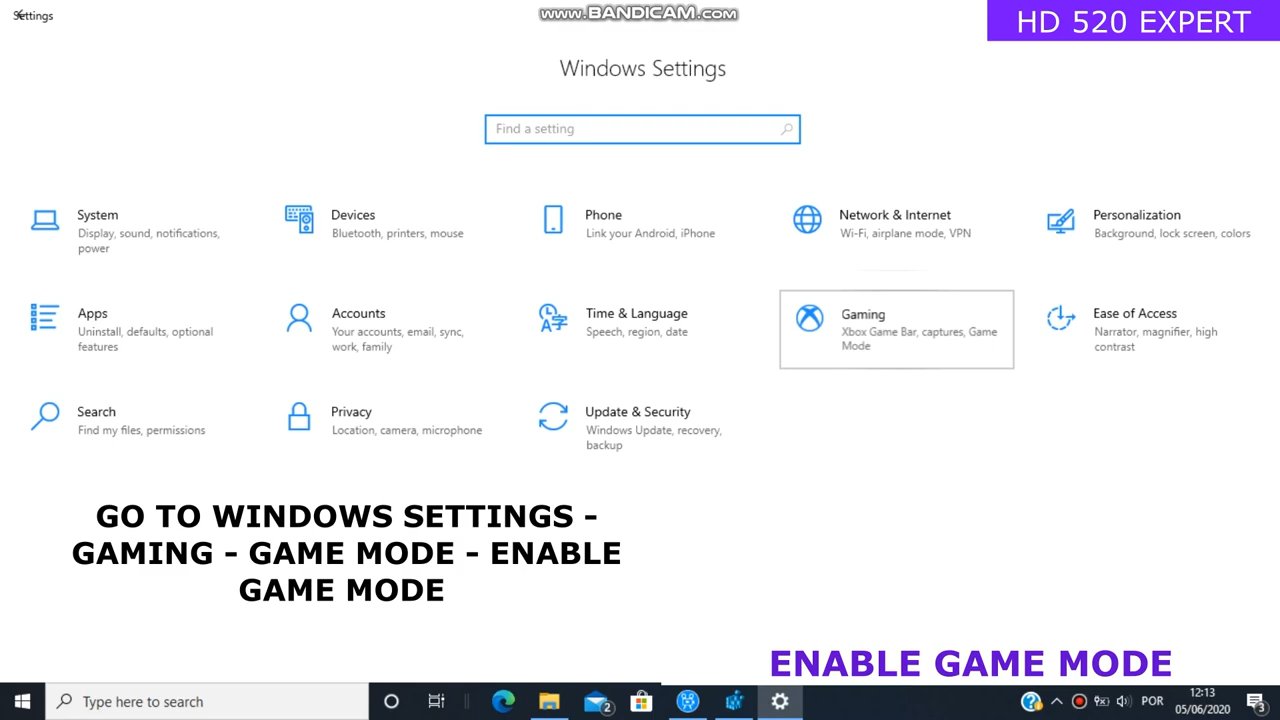 Settings
www.BANDICAM.com
HD 520 EXPERT
Windows Settings
Find a setting
System
Display, sound, notifications,
power
Devices
Bluetooth, printers, mouse
Phone
Link your Android, iPhone
Network & Internet
Wi-Fi, airplane mode, VPN
Personalization
Background, lock screen, colors
Apps
Uninstall, defaults, optional
features
Accounts
Your accounts, email, sync,
work, family
Time & Language
Speech, region, date
Gaming
Xbox Game Bar, captures, Game
Mode
Ease of Access
Narrator, magnifier, high
contrast
Search
Find my files, permissions
Privacy
Location, camera, microphone
Update & Security
Windows Update, recovery,
backup
GO TO WINDOWS SETTINGS -
GAMING - GAME MODE - ENABLE
GAME MODE
ENABLE GAME MODE
Type here to search
2
POR
12:13
05/06/2020
3